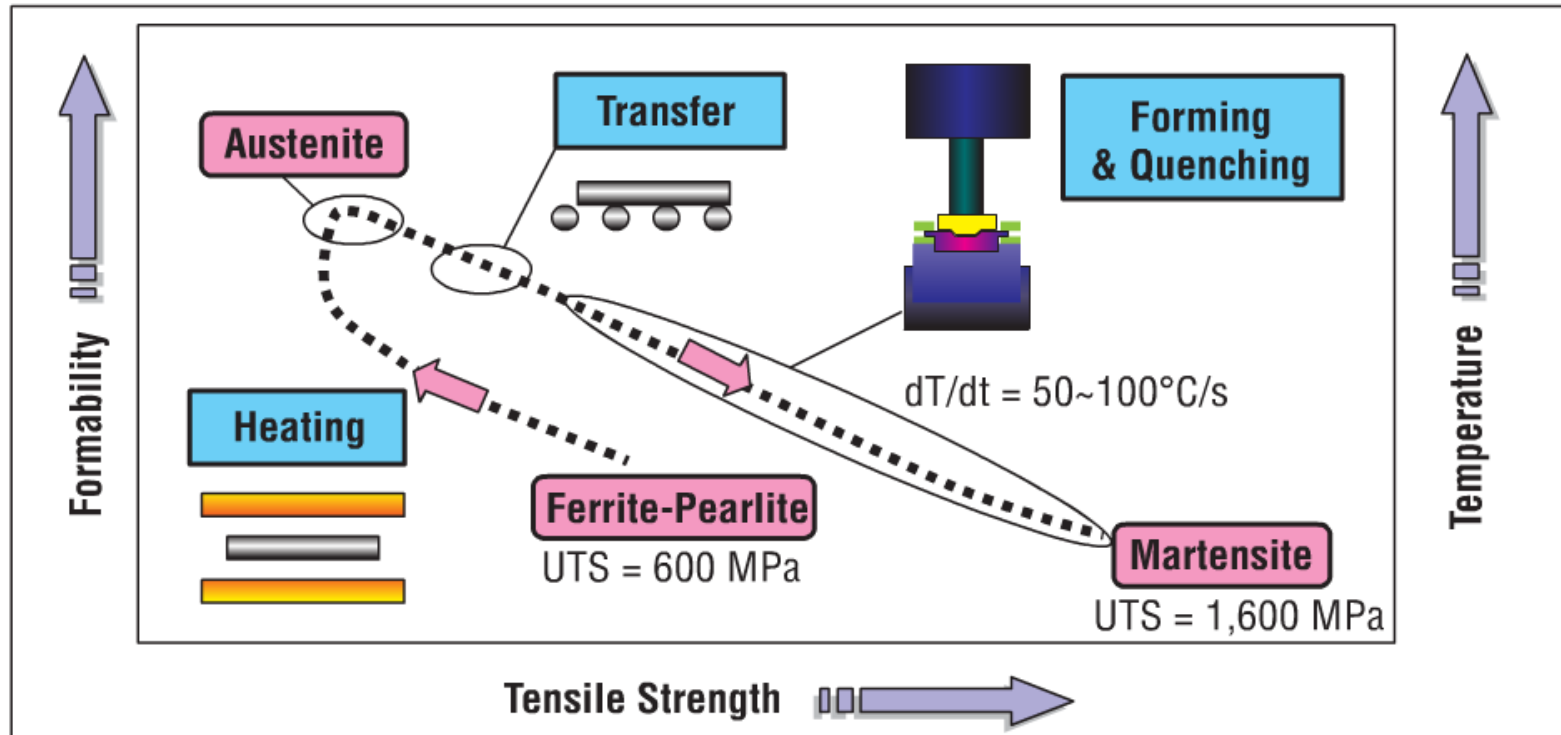 Formability
Austenite
Transfer
Forming
& Quenching
Heating
dT/dt = 50~100°C/s
Ferrite-Pearlite
UTS = 600 MPa
Martensite
UTS = 1,600 MPa
Temperature
Tensile Strength